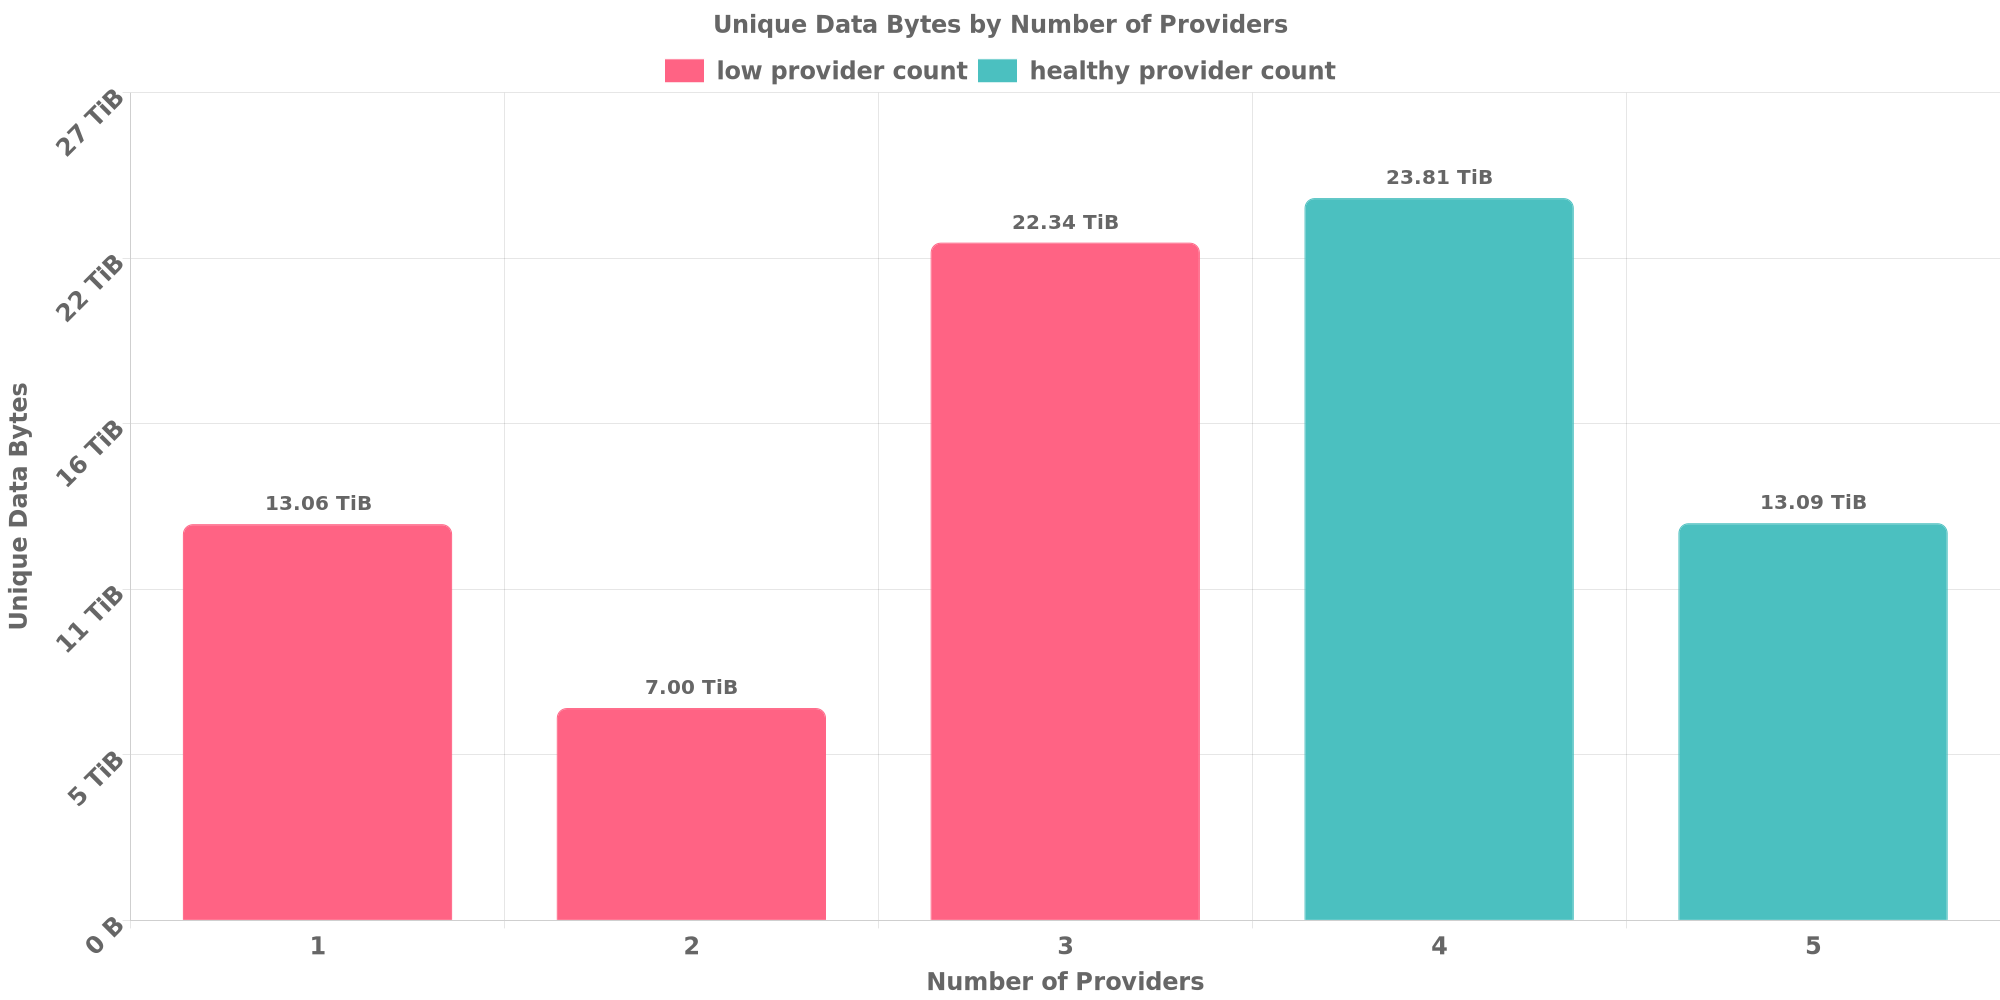 Unique Data Bytes by Number of Providers
low provider count
healthy provider count
27 TiB
22 TiB
16 TiB
11 TiB
5 TiB
0 B
Unique Data Bytes
13.06 TiB
7.00 TiB
22.34 TiB
23.81 TiB
13.09 TiB
1
2
3
4
5
Number of Providers